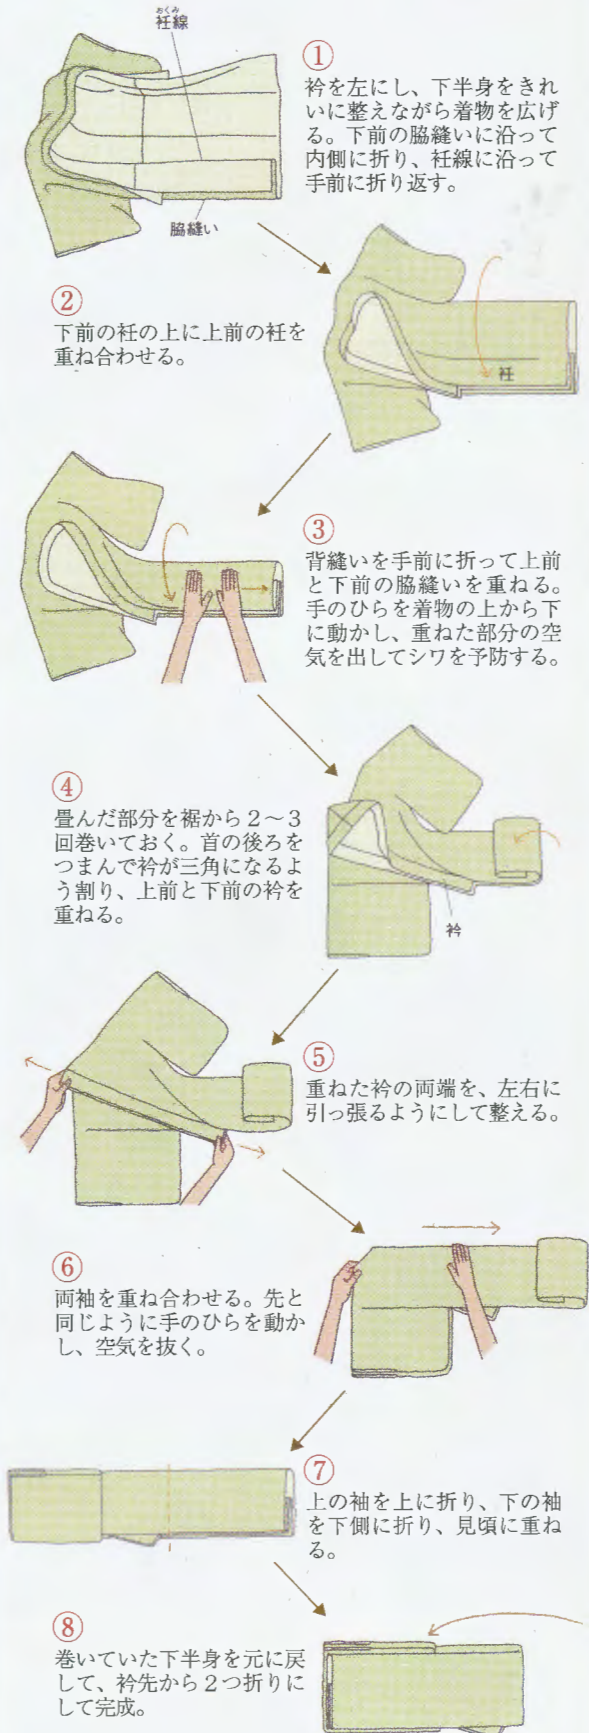 おくみ
衽線
①
衿を左にし、下半身をきれ
いに整えながら着物を広げ
る。下前の脇縫いに沿って
内側に折り、衽線に沿って
手前に折り返す。
脇縫い
②
下前の衽の上に上前の衽を
重ね合わせる。
衽
③
背縫いを手前に折って上前
と下前の脇縫いを重ねる。
手のひらを着物の上から下
に動かし、重ねた部分の空
気を出してシワを予防する。
④
畳んだ部分を裾から2〜3
回巻いておく。首の後ろを
つまんで衿が三角になるよ
う割り、上前と下前の衿を
重ねる。
衿
⑤
重ねた衿の両端を、左右に
引っ張るようにして整える。
⑥
両袖を重ね合わせる。先と
同じように手のひらを動か
し、空気を抜く。
⑦
上の袖を上に折り、下の袖
を下側に折り、見頃に重ね
る。
⑧
巻いていた下半身を元に戻
して、衿先から2つ折りに
して完成。